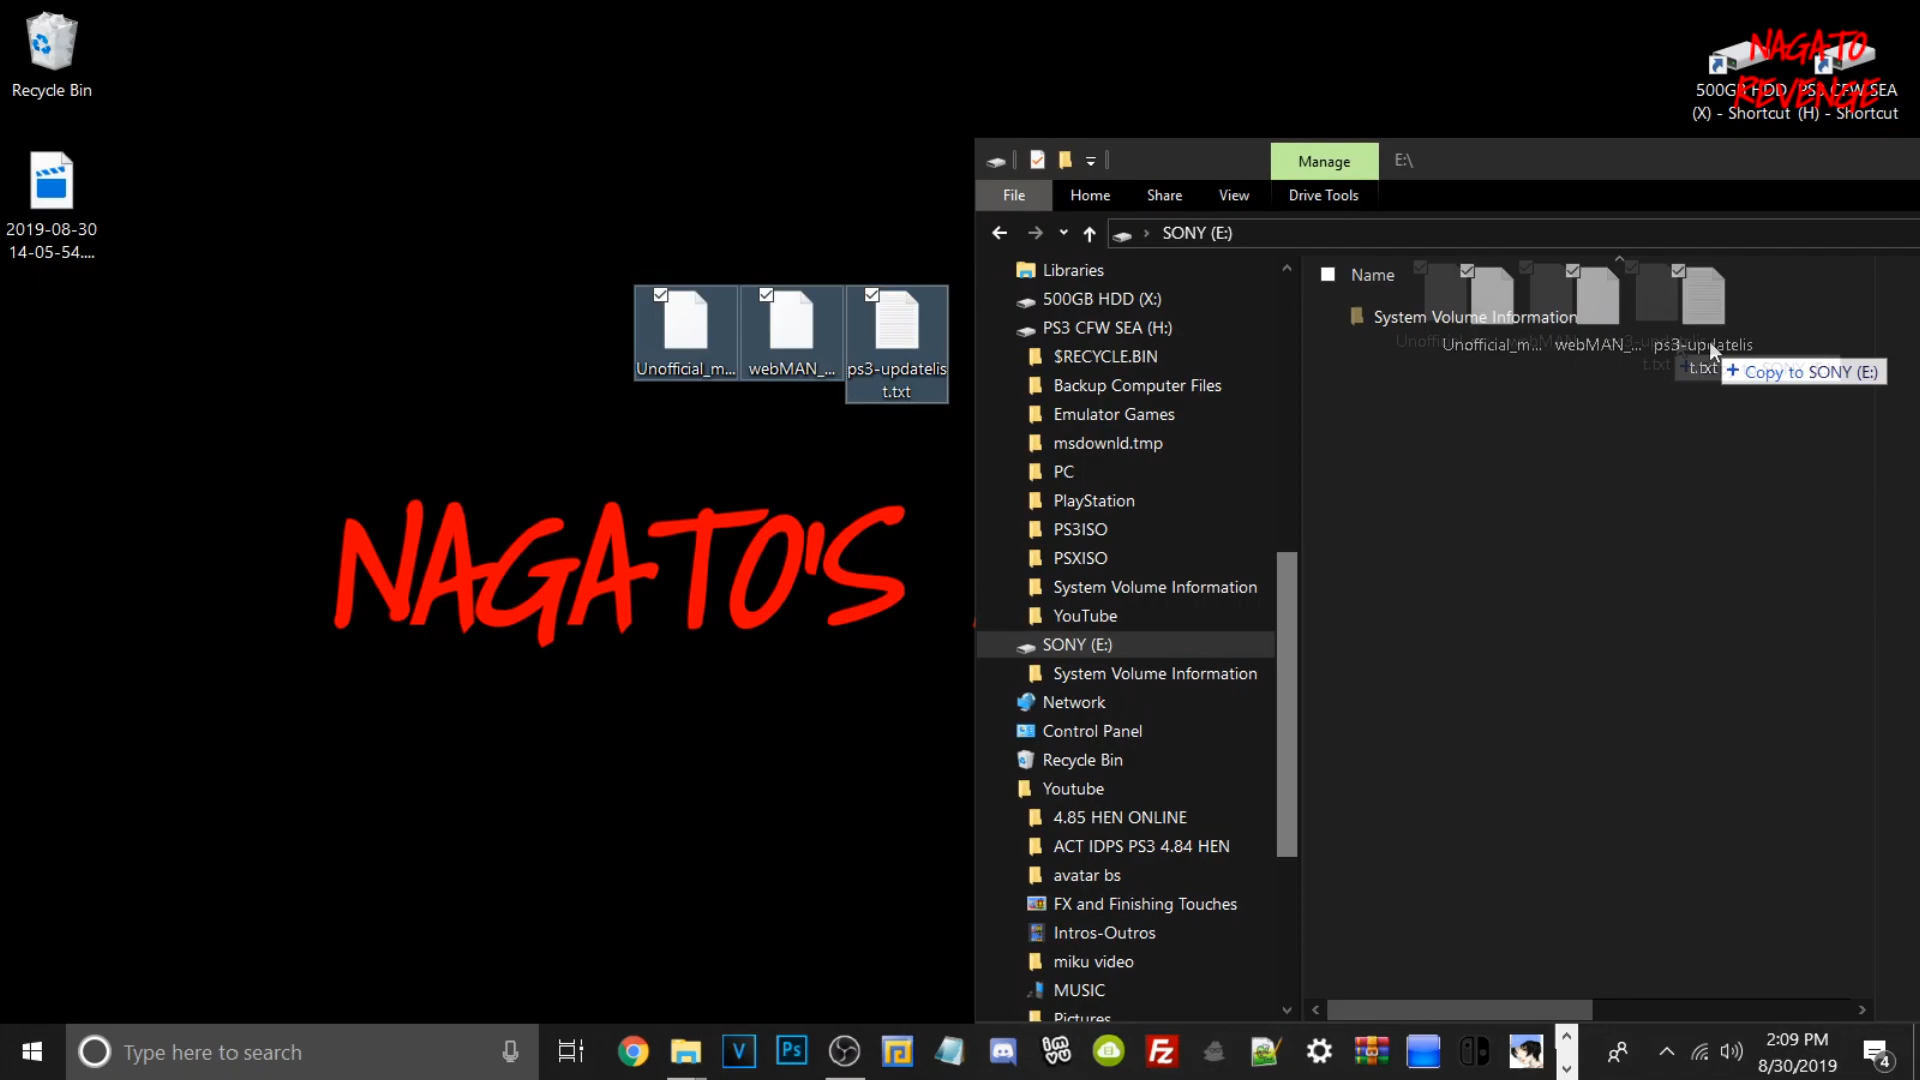 Recycle Bin
2019-08-30
14-05-54....
Unofficial_m...
webMAN_...
ps3-updatelis
t.txt
NAGATO'S
NAGATO
REVENGE
500GB HDD
(X) - Shortcut
PS3 CFW SEA
(H) - Shortcut
Manage
E:\
File
Home
Share
View
Drive Tools
SONY (E:)
Libraries
500GB HDD (X:)
PS3 CFW SEA (H:)
$RECYCLE.BIN
Backup Computer Files
Emulator Games
msdownld.tmp
PC
PlayStation
PS3ISO
PSXISO
System Volume Information
YouTube
SONY (E:)
System Volume Information
Network
Control Panel
Recycle Bin
Youtube
4.85 HEN ONLINE
ACT IDPS PS3 4.84 HEN
avatar bs
FX and Finishing Touches
Intros-Outros
miku video
MUSIC
Pictures
Name
System Volume Information
Unofficial_m...
webMAN_...
ps3-updatelis
t.txt
+ Copy to SONY (E:)
Type here to search
2:09 PM
8/30/2019
4